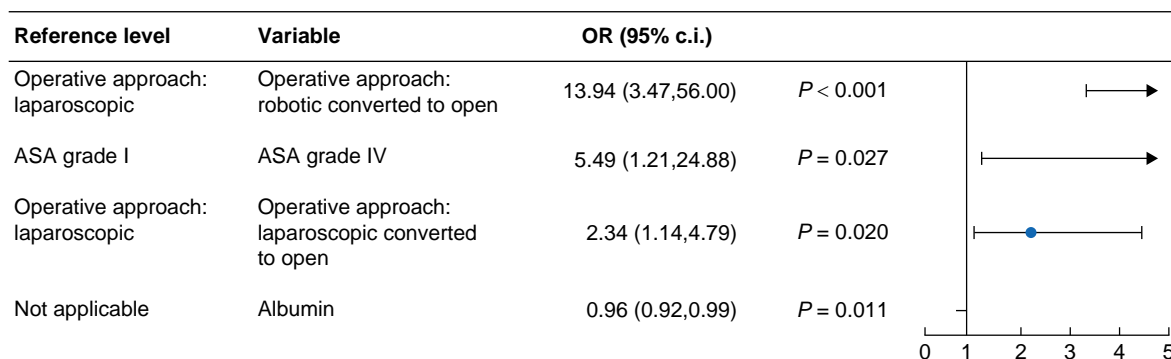 Reference level Variable OR (95% c.i.)
Operative approach: Operative approach:
laparoscopic robotic converted to open 13.94 (3.47,56.00) P < 0.001
ASA grade I ASA grade IV 5.49 (1.21,24.88) P = 0.027
Operative approach: Operative approach:
laparoscopic laparoscopic converted 2.34 (1.14,4.79) P = 0.020
to open
Not applicable Albumin 0.96 (0.92,0.99) P = 0.011
0 1 2 3 4 5